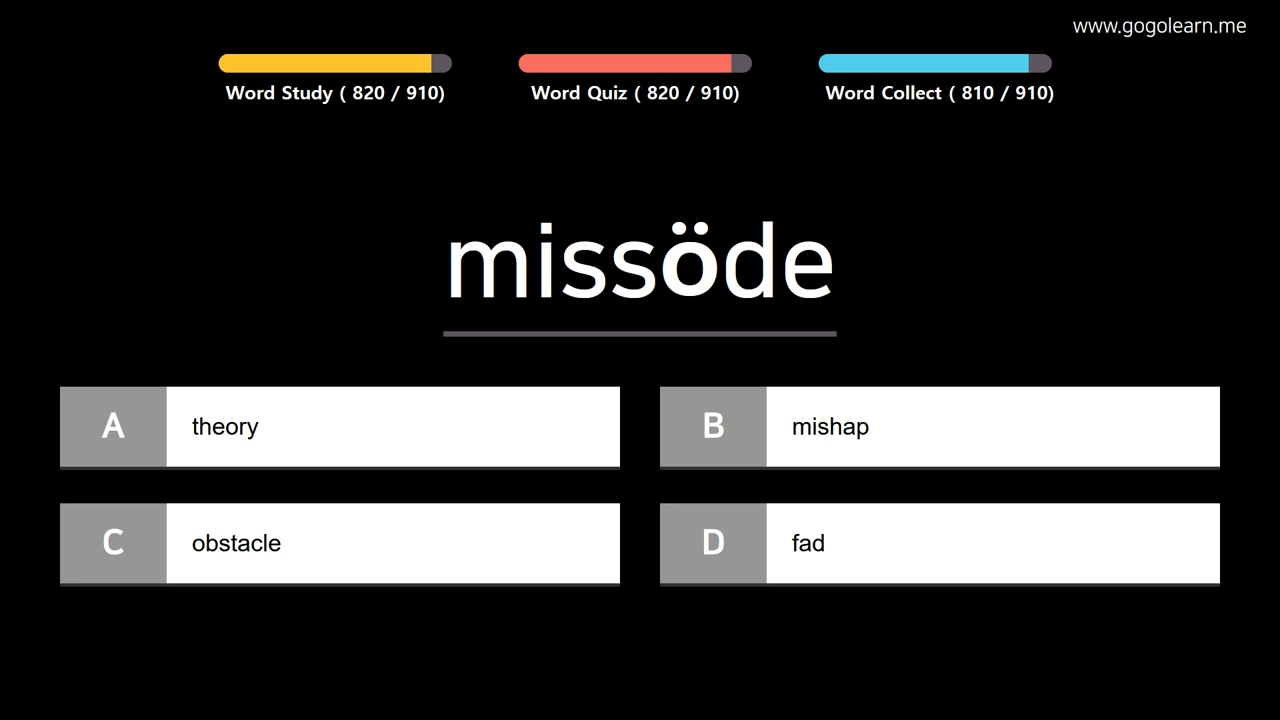 www.gogolearn.me
Word Study ( 820 / 910)
Word Quiz ( 820 / 910)
Word Collect ( 810 / 910)
missöde
A theory
B mishap
C obstacle
D fad